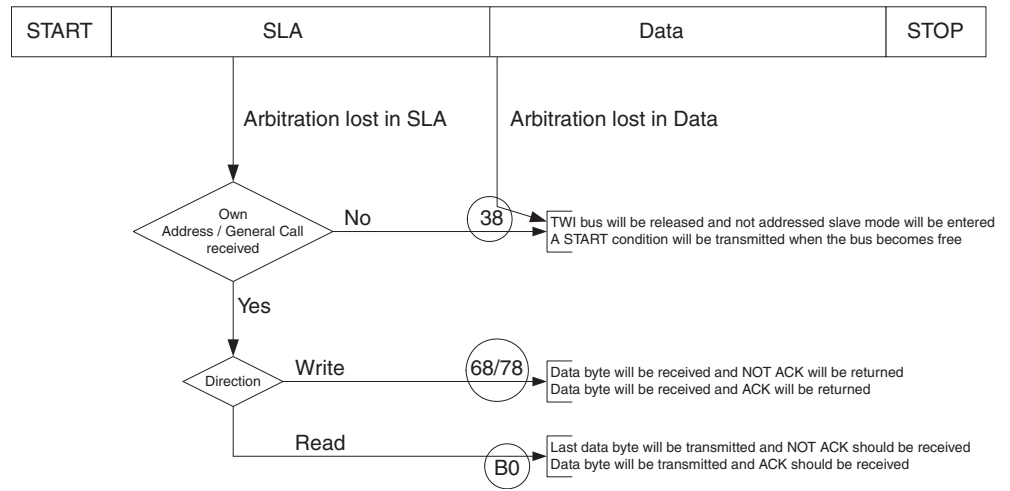 START SLA Data STOP
Arbitration lost in SLA
Arbitration lost in Data
Own
Address / General Call
received
No
38
TWI bus will be released and not addressed slave mode will be entered
A START condition will be transmitted when the bus becomes free
Yes
Direction
Write
68/78
Data byte will be received and NOT ACK will be returned
Data byte will be received and ACK will be returned
Read
B0
Last data byte will be transmitted and NOT ACK should be received
Data byte will be transmitted and ACK should be received